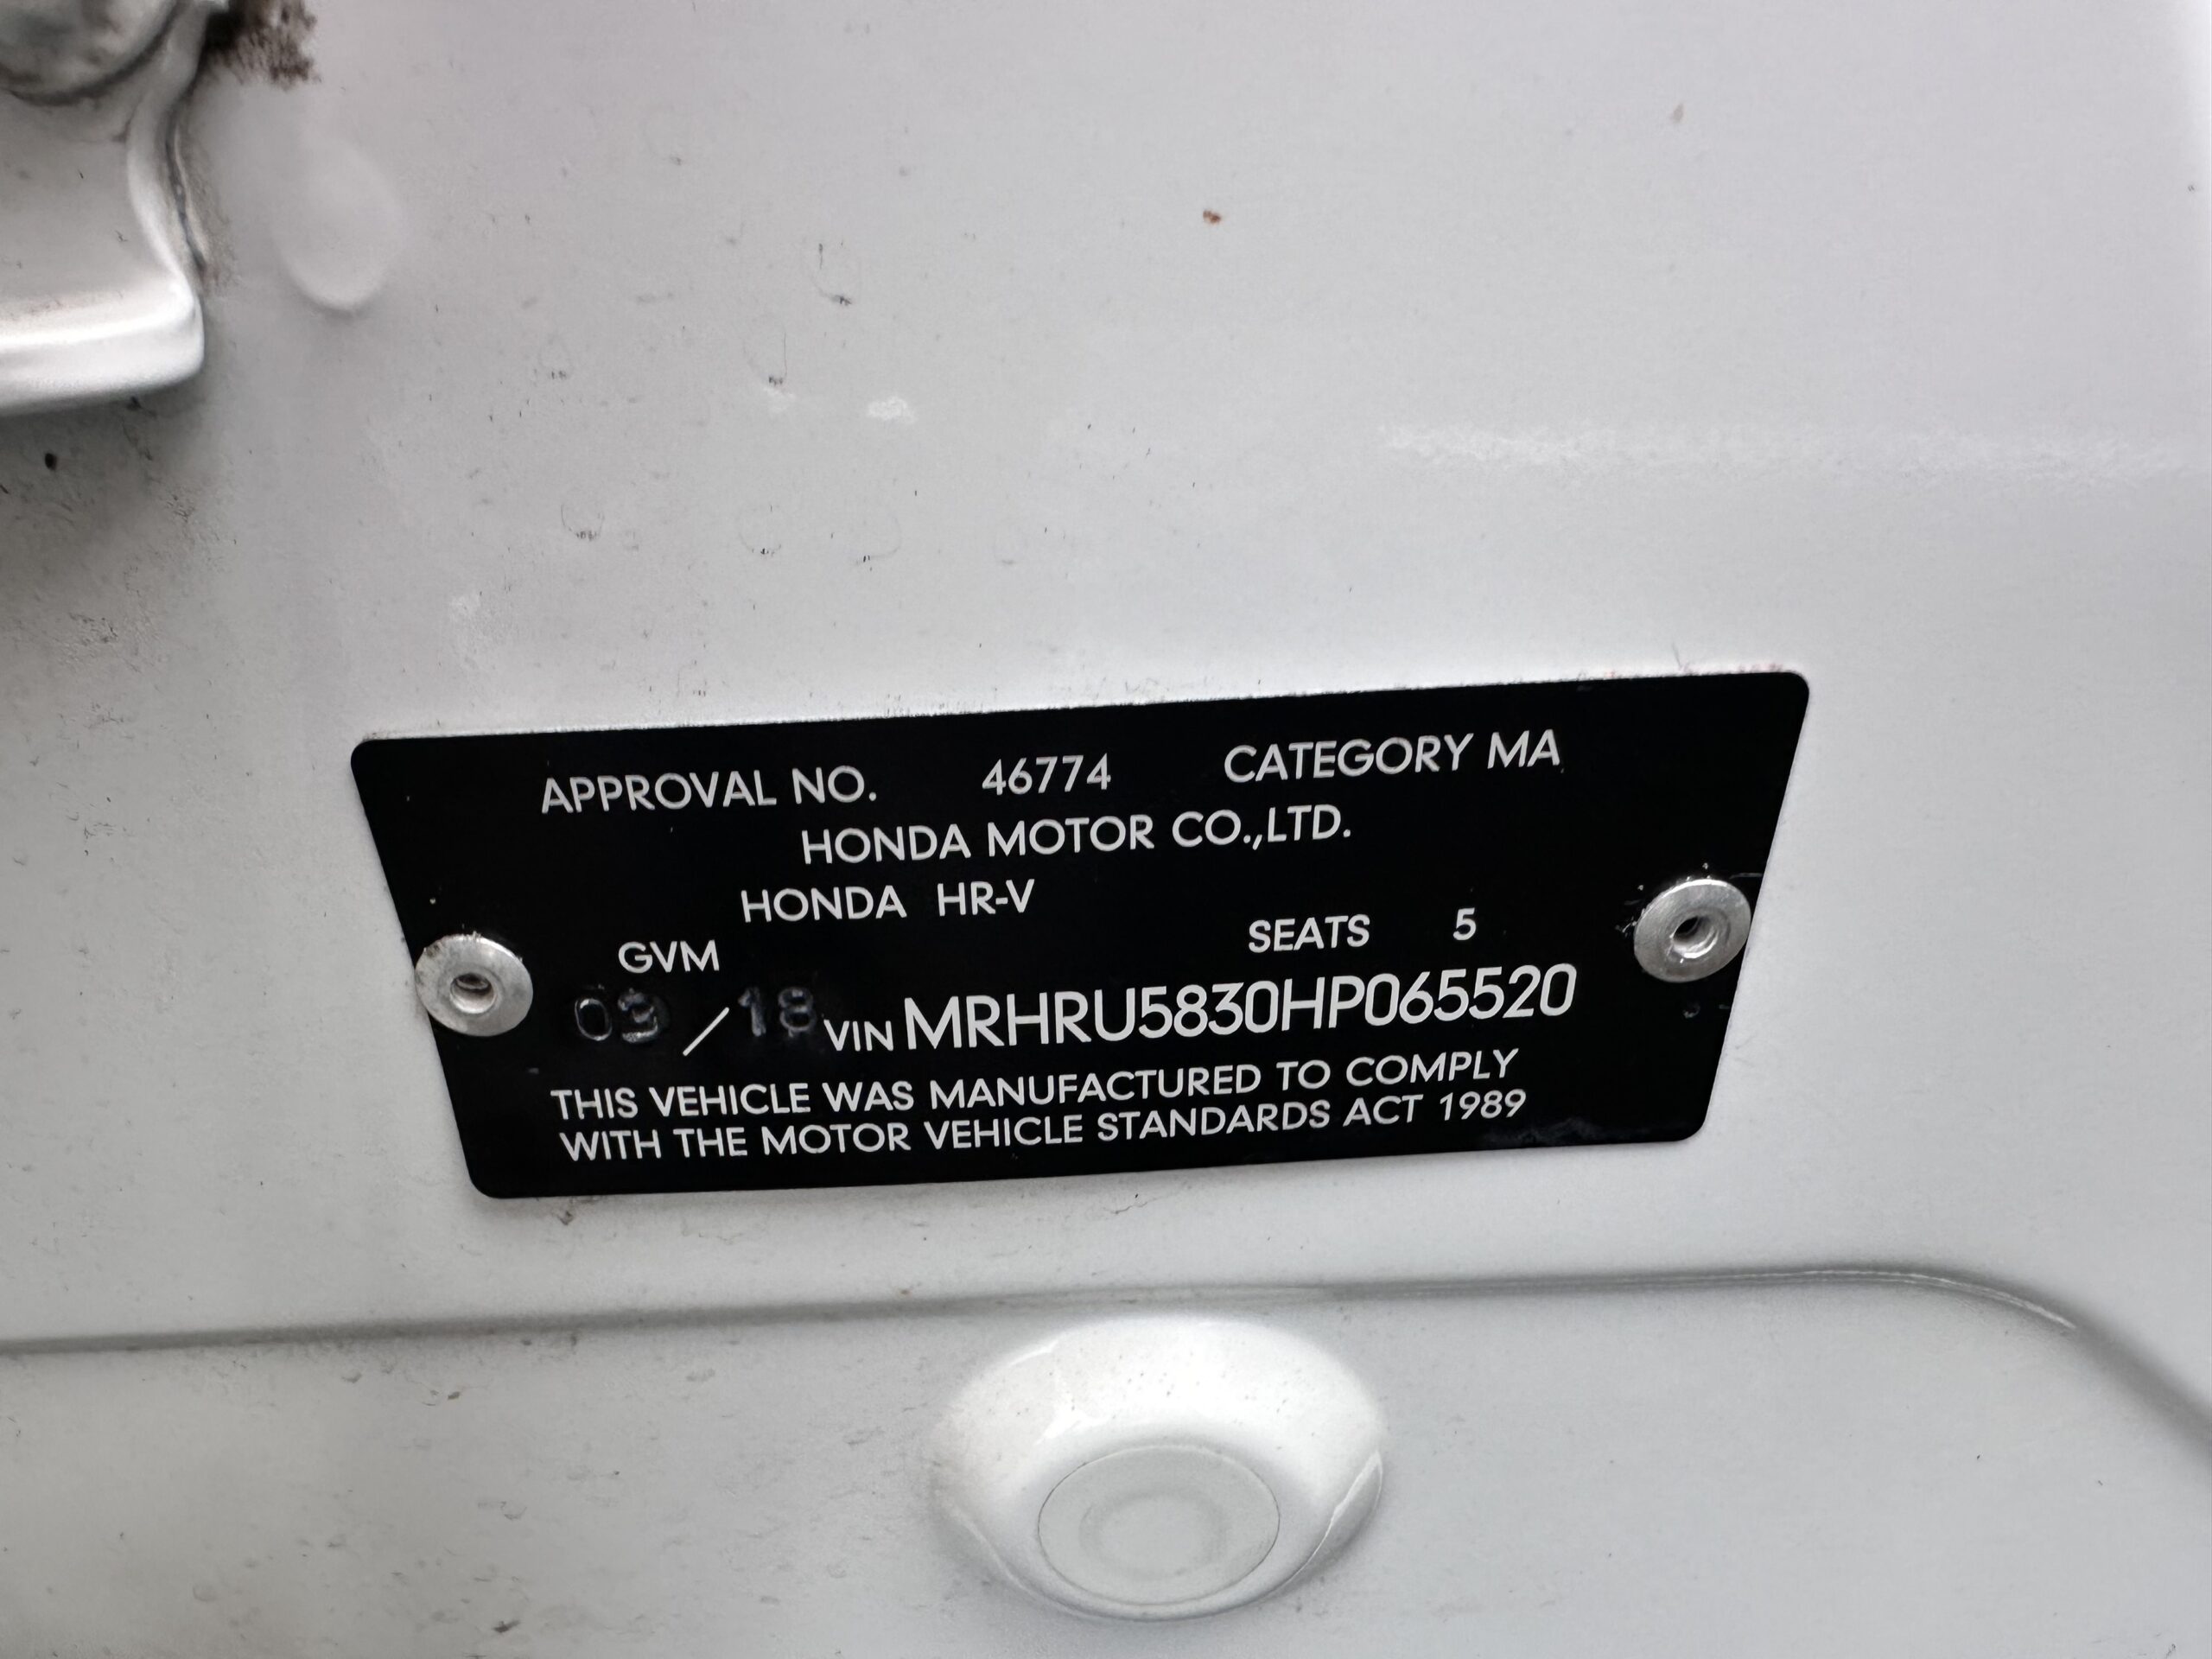 APPROVAL NO. 46774 CATEGORY MA
HONDA MOTOR CO.,LTD.
HONDA HR-V
GVM SEATS 5
03/18 VIN MRHRU5830HP065520
THIS VEHICLE WAS MANUFACTURED TO COMPLY
WITH THE MOTOR VEHICLE STANDARDS ACT 1989